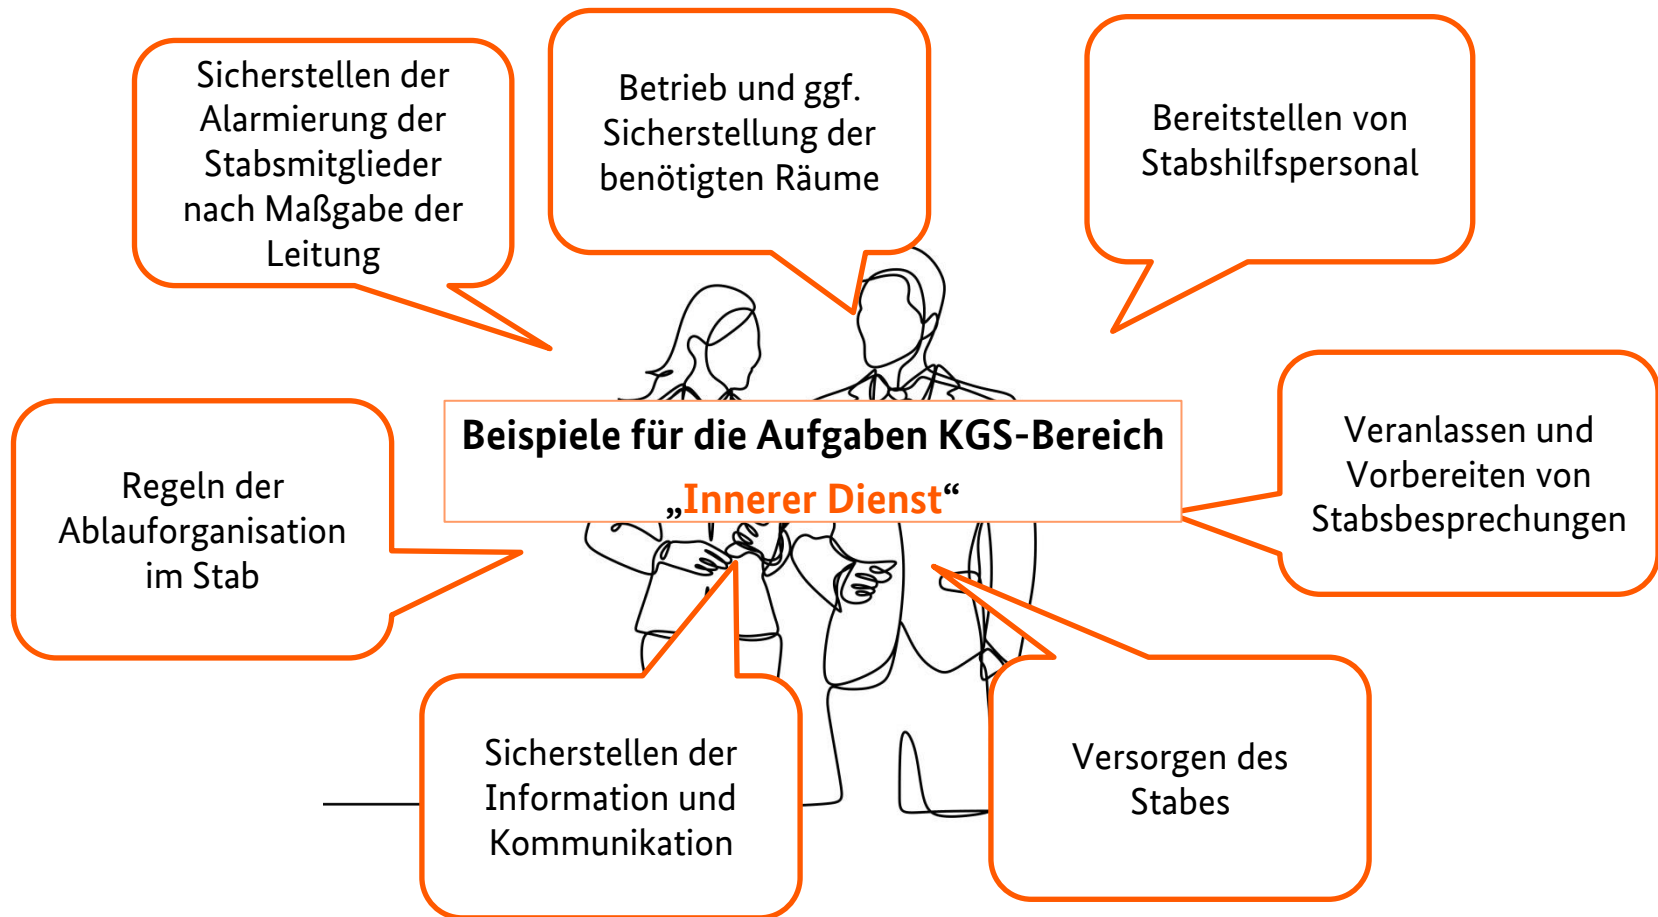 Sicherstellen der
Alarmierung der
Stabsmitglieder
nach Maßgabe der
Leitung
Betrieb und ggf.
Sicherstellung der
benötigten Räume
Bereitstellen von
Stabshilfspersonal
Beispiele für die Aufgaben KGS-Bereich
„Innerer Dienst“
Regeln der
Ablauforganisation
im Stab
Veranlassen und
Vorbereiten von
Stabsbesprechungen
Sicherstellen der
Information und
Kommunikation
Versorgen des
Stabes